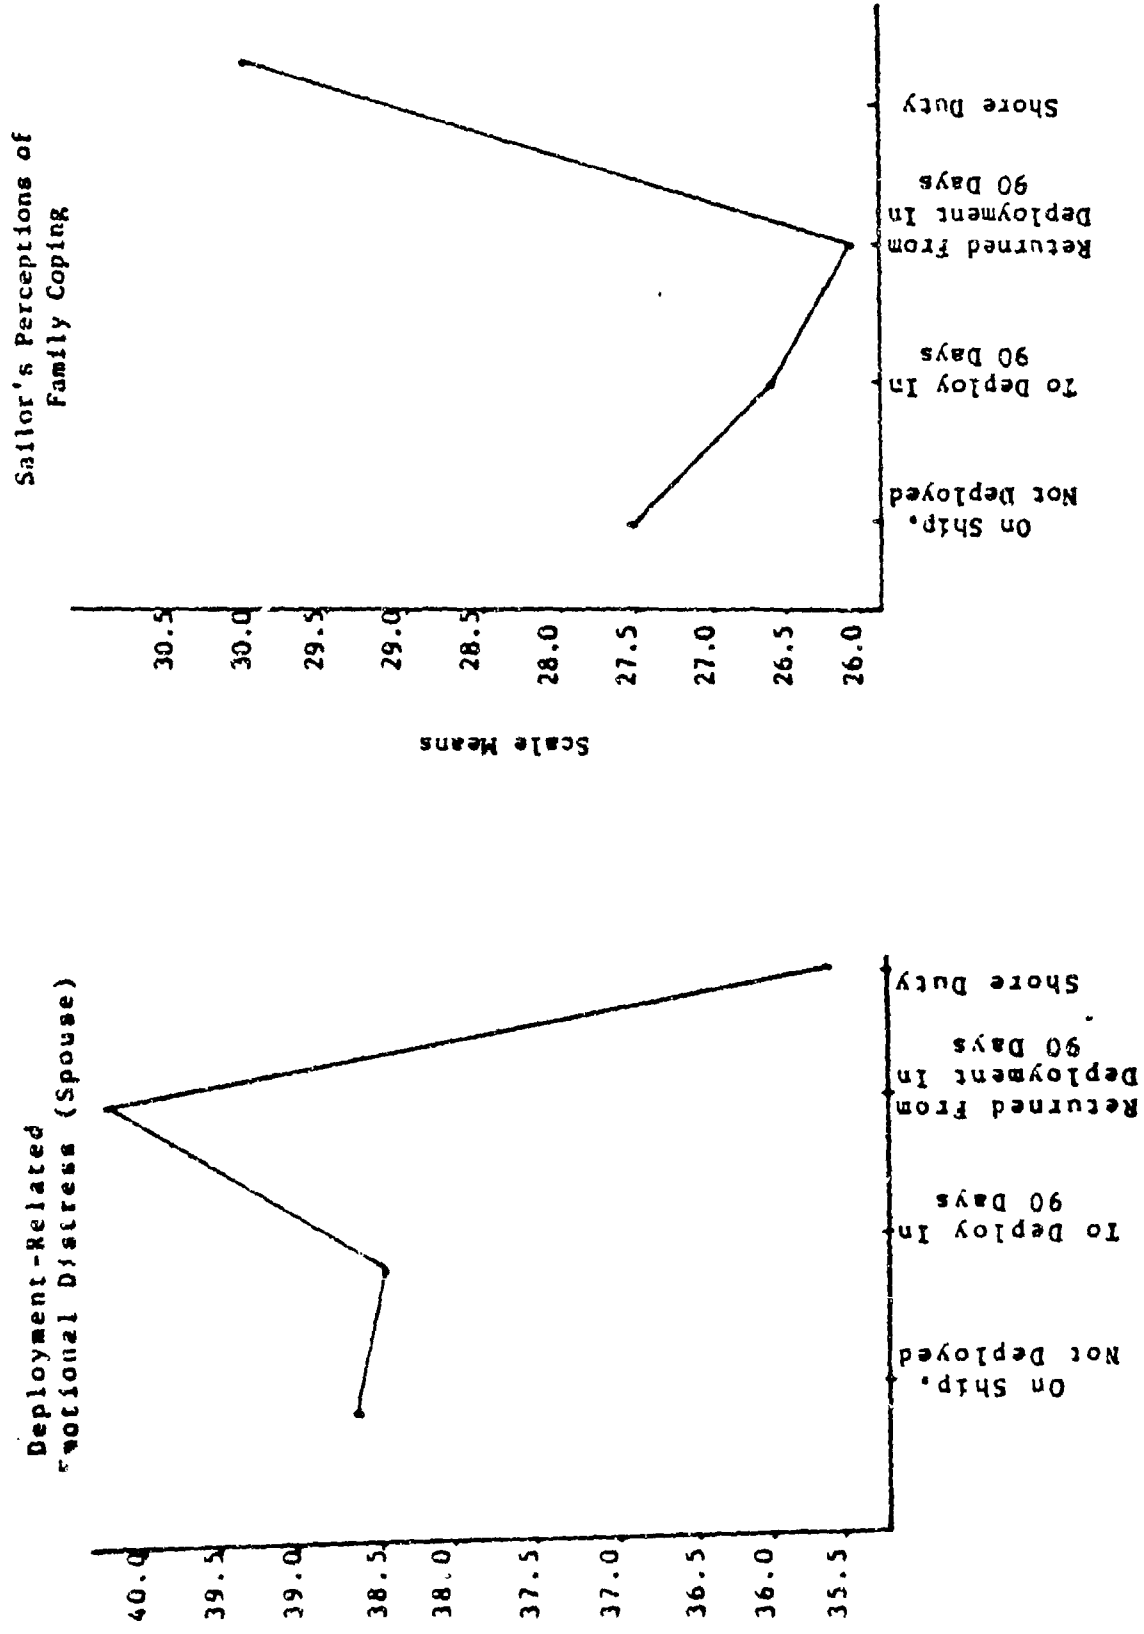 Deployment-Related
Emotional Distress (Spouse)
40.0
39.5
39.0
38.5
38.0
37.5
37.0
36.5
36.0
35.5
On Ship,
Not Deployed
To Deploy In
90 Days
Returned From
Deployment In
90 Days
Shore Duty
Sailor's Perceptions of
Family Coping
Scale Means
30.5
30.0
29.5
29.0
28.5
28.0
27.5
27.0
26.5
26.0
On Ship,
Not Deployed
To Deploy In
90 Days
Returned From
Deployment In
90 Days
Shore Duty